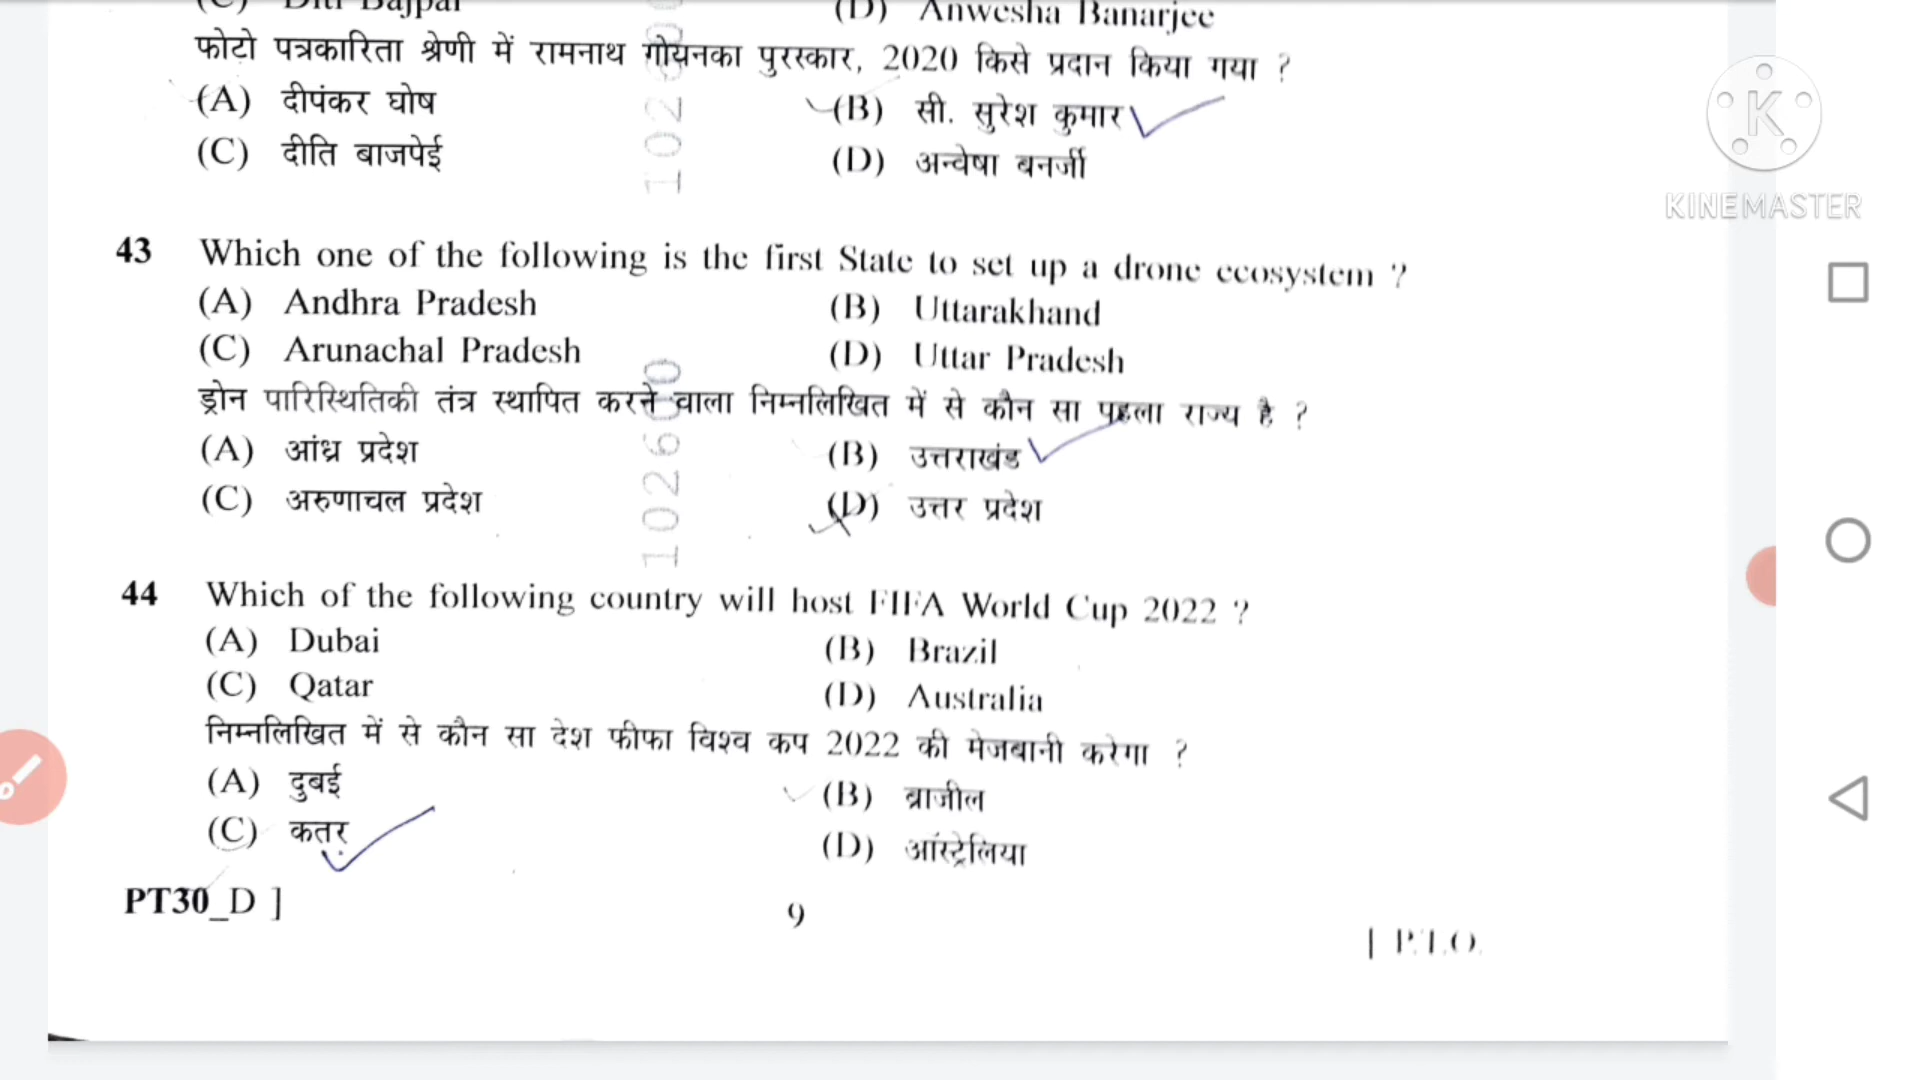 (C) Diti Bajpai (D) Anwesha Banarjee
फोटो पत्रकारिता श्रेणी में रामनाथ गोयनका पुरस्कार, 2020 किसे प्रदान किया गया ?
(A) दीपंकर घोष (B) सी. सुरेश कुमार
(C) दीति बाजपेई (D) अन्वेषा बनर्जी
43 Which one of the following is the first State to set up a drone ecosystem ?
(A) Andhra Pradesh (B) Uttarakhand
(C) Arunachal Pradesh (D) Uttar Pradesh
ड्रोन पारिस्थितिकी तंत्र स्थापित करने वाला निम्नलिखित में से कौन सा पहला राज्य है ?
(A) आंध्र प्रदेश (B) उत्तराखंड
(C) अरुणाचल प्रदेश (D) उत्तर प्रदेश
44 Which of the following country will host FIFA World Cup 2022 ?
(A) Dubai (B) Brazil
(C) Qatar (D) Australia
निम्नलिखित में से कौन सा देश फीफा विश्व कप 2022 की मेजबानी करेगा ?
(A) दुबई (B) ब्राजील
(C) कतर (D) ऑस्ट्रेलिया
PT30_D ] 9 [ P.T.O.
102600
K
KINEMASTER